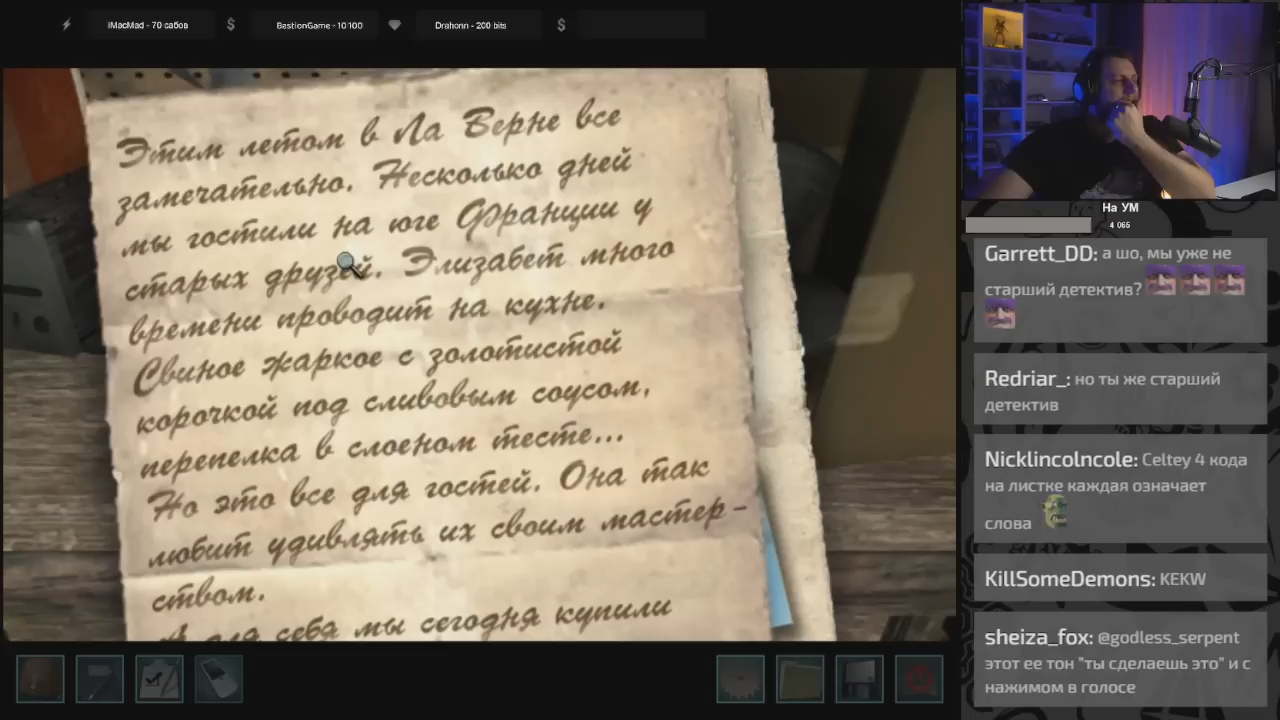 iMacMad - 70 сабов
$
BastionGame - 10 100
Drahonn - 200 bits
$
Этим летом в Ла Верне все
замечательно. Несколько дней
мы гостили на юге Франции у
старых друзей. Элизабет много
времени проводит на кухне.
Свиное жаркое с золотистой
корочкой под сливовым соусом,
перепелка в слоеном тесте...
Но это все для гостей. Она так
любит удивлять их своим мастер-
ством.
А для себя мы сегодня купили
На УМ
4 065
Garrett_DD: а шо, мы уже не
старший детектив?
Redriar_: но ты же старший
детектив
Nicklincolncole: Celtey 4 кода
на листке каждая означает
слова
KillSomeDemons: KEKW
sheiza_fox: @godless_serpent
этот ее тон "ты сделаешь это" и с
нажимом в голосе